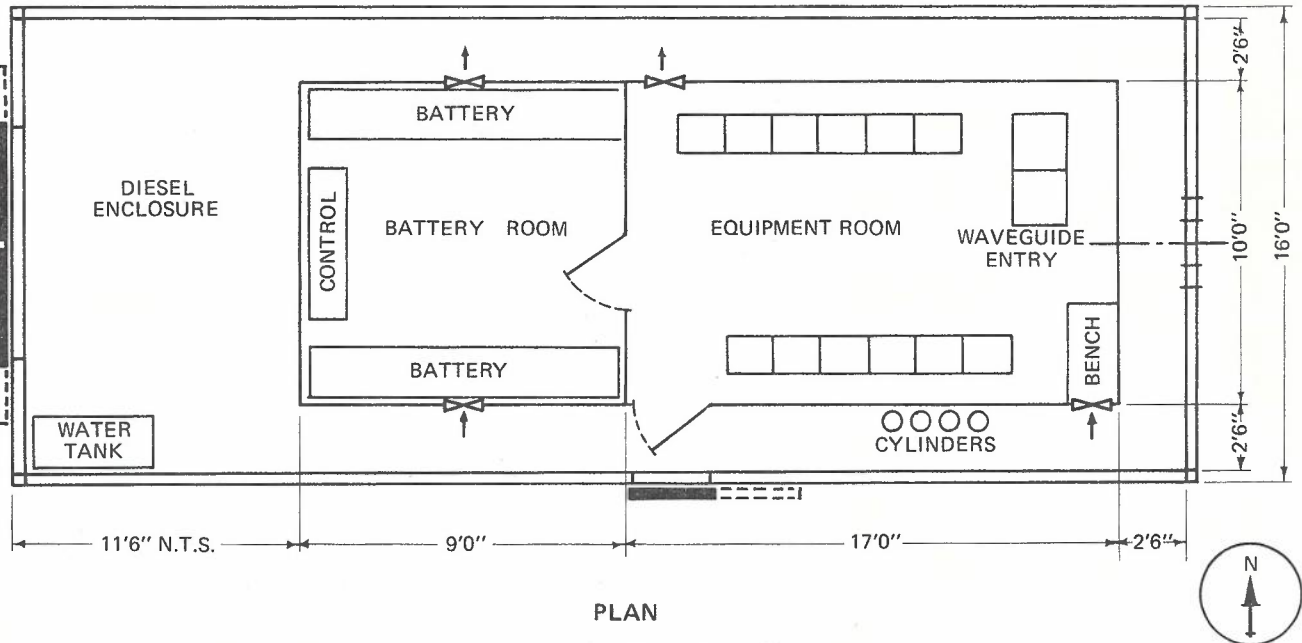 BATTERY
DIESEL
ENCLOSURE
CONTROL
BATTERY ROOM
EQUIPMENT ROOM
WAVEGUIDE
ENTRY
BATTERY
BENCH
WATER
TANK
CYLINDERS
2'6"
10'0"
16'0"
2'6"
11'6" N.T.S.
9'0"
17'0"
2'6"
N
PLAN